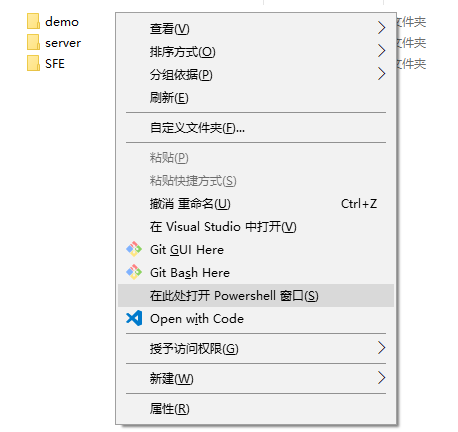 demo
server
SFE
文件夹
文件夹
文件夹
查看(V)
排序方式(O)
分组依据(P)
刷新(E)
自定义文件夹(F)...
粘贴(P)
粘贴快捷方式(S)
撤消 重命名(U) Ctrl+Z
在 Visual Studio 中打开(V)
Git GUI Here
Git Bash Here
在此处打开 Powershell 窗口(S)
Open with Code
授予访问权限(G)
新建(W)
属性(R)